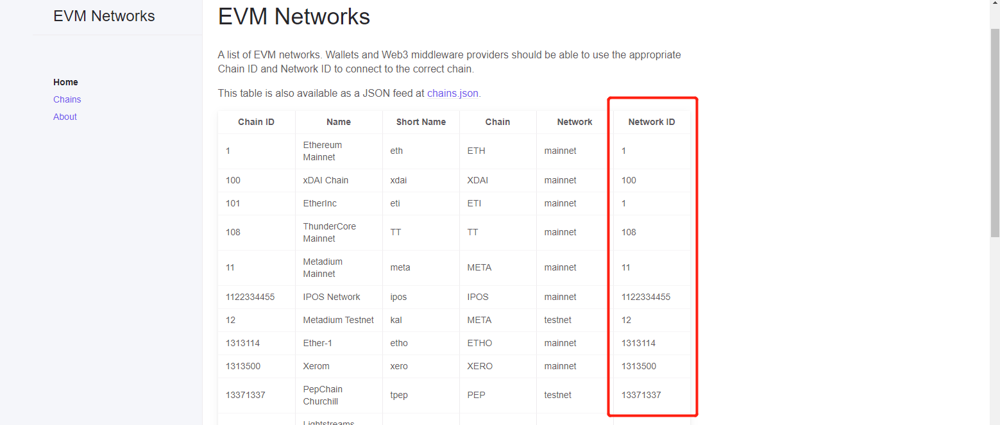 EVM Networks
Home
Chains
About
EVM Networks
A list of EVM networks. Wallets and Web3 middleware providers should be able to use the appropriate
Chain ID and Network ID to connect to the correct chain.
This table is also available as a JSON feed at chains.json.
Chain ID Name Short Name Chain Network Network ID
1 Ethereum Mainnet eth ETH mainnet 1
100 xDAI Chain xdai XDAI mainnet 100
101 EtherInc eti ETI mainnet 1
108 ThunderCore Mainnet TT TT mainnet 108
11 Metadium Mainnet meta META mainnet 11
1122334455 IPOS Network ipos IPOS mainnet 1122334455
12 Metadium Testnet kal META testnet 12
1313114 Ether-1 etho ETHO mainnet 1313114
1313500 Xerom xero XERO mainnet 1313500
13371337 PepChain Churchill tpep PEP testnet 13371337
Lightstreams